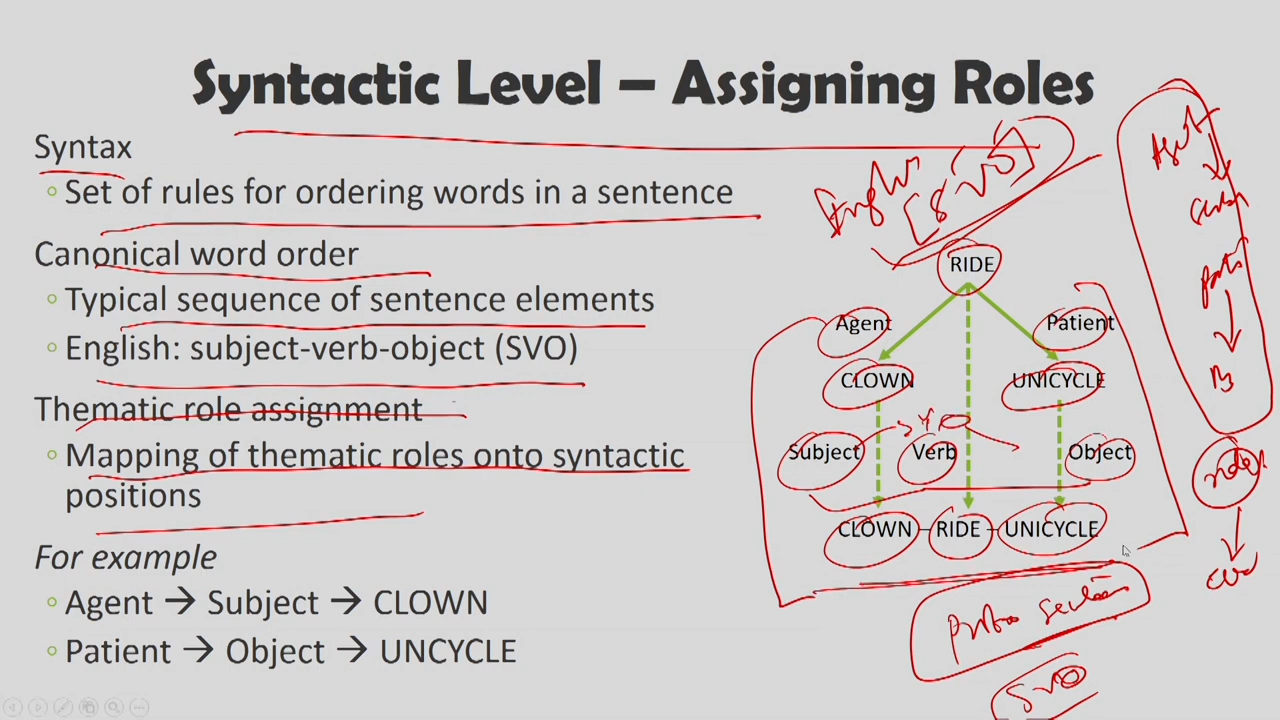 Syntactic Level – Assigning Roles
Syntax
◦ Set of rules for ordering words in a sentence
Canonical word order
◦ Typical sequence of sentence elements
◦ English: subject-verb-object (SVO)
Thematic role assignment
◦ Mapping of thematic roles onto syntactic
positions
For example
◦ Agent → Subject → CLOWN
◦ Patient → Object → UNCYCLE
[SVO]
RIDE
Agent Patient
CLOWN UNICYCLE
Subject Verb Object
CLOWN – RIDE – UNICYCLE
SVO
Agent